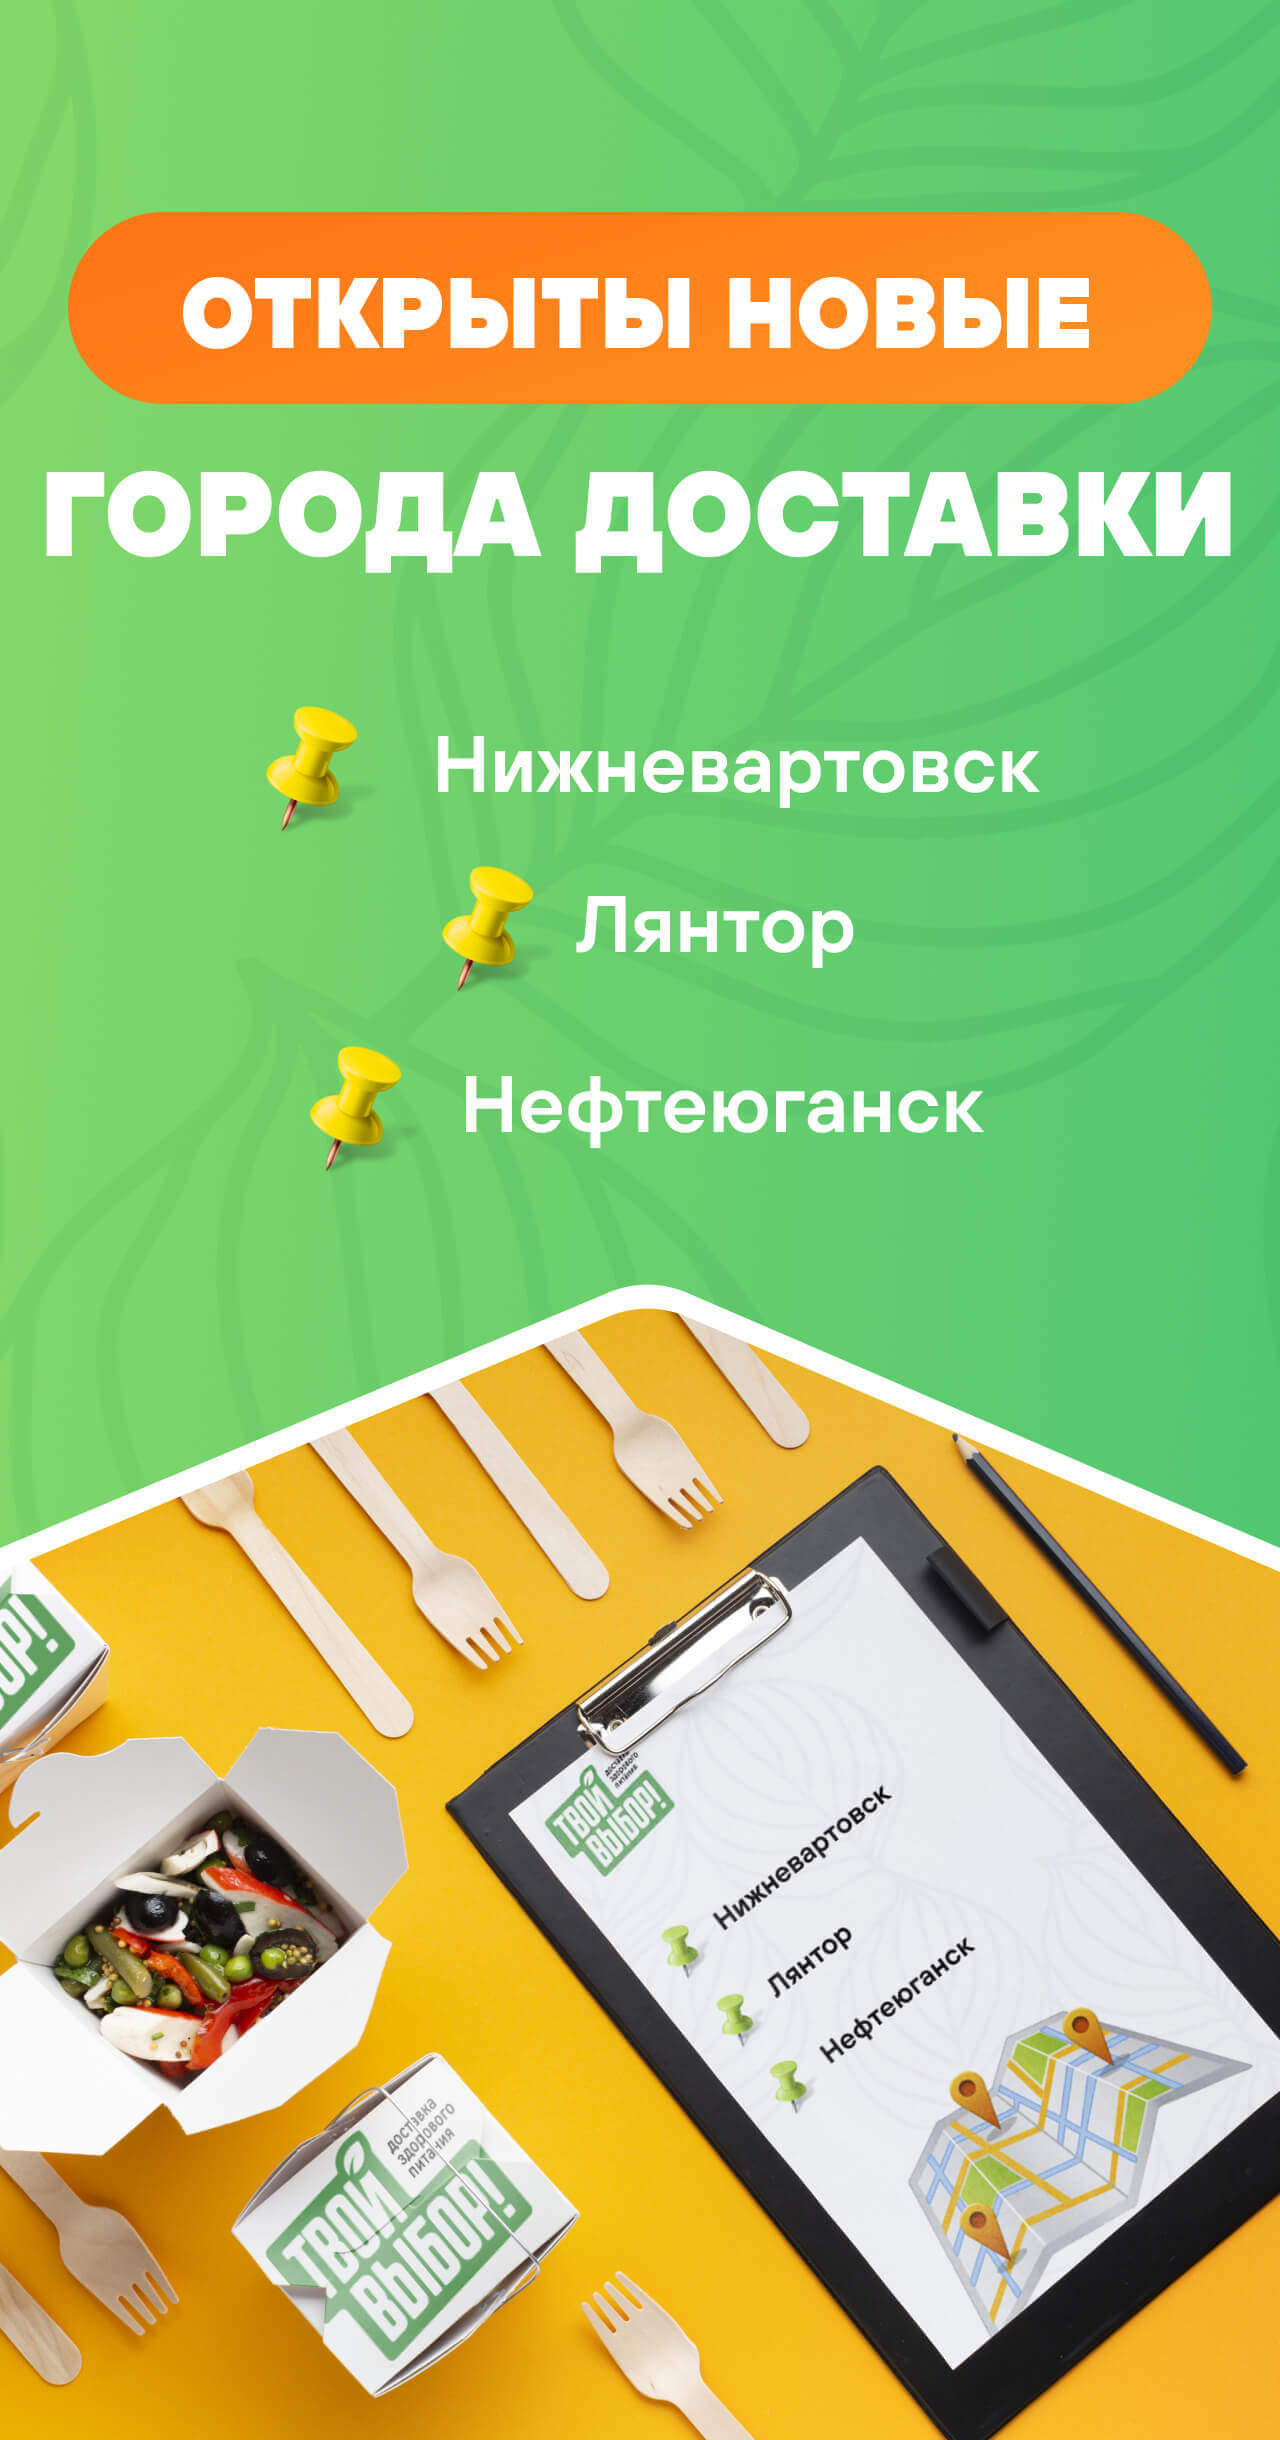 ОТКРЫТЫ НОВЫЕ
ГОРОДА ДОСТАВКИ
Нижневартовск
Лянтор
Нефтеюганск
ВЫБОР!
доставка
здорового
питания
ТВОЙ
ВЫБОР!
Нижневартовск
Лянтор
Нефтеюганск
доставка
здорового
питания
ТВОЙ
ВЫБОР!